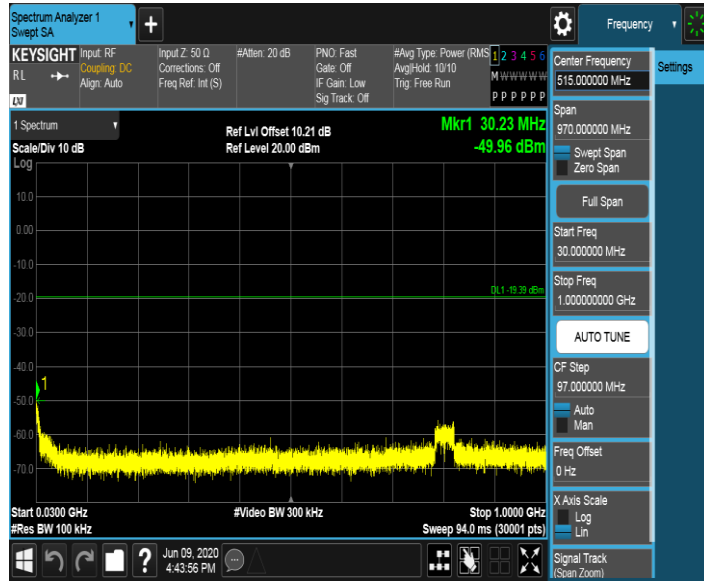 Spectrum Analyzer 1
Swept SA
+
Frequency
KEYSIGHT
RL
LXI
Input: RF
Coupling: DC
Align: Auto
Input Z: 50 Ω
Corrections: Off
Freq Ref: Int (S)
#Atten: 20 dB
PNO: Fast
Gate: Off
IF Gain: Low
Sig Track: Off
#Avg Type: Power (RMS
Avg|Hold: 10/10
Trig: Free Run
1 2 3 4 5 6
M W W W W W
P P P P P P
Settings
1 Spectrum
Scale/Div 10 dB
Log
Ref Lvl Offset 10.21 dB
Ref Level 20.00 dBm
Mkr1 30.23 MHz
-49.96 dBm
10.0
0.00
-10.0
-20.0
-30.0
-40.0
-50.0
-60.0
-70.0
DL1 -19.39 dBm
1
Start 0.0300 GHz
#Res BW 100 kHz
#Video BW 300 kHz
Stop 1.0000 GHz
Sweep 94.0 ms (30001 pts)
?
Jun 09, 2020
4:43:56 PM
Center Frequency
515.000000 MHz
Span
970.000000 MHz
Swept Span
Zero Span
Full Span
Start Freq
30.000000 MHz
Stop Freq
1.000000000 GHz
AUTO TUNE
CF Step
97.000000 MHz
Auto
Man
Freq Offset
0 Hz
X Axis Scale
Log
Lin
Signal Track
(Span Zoom)